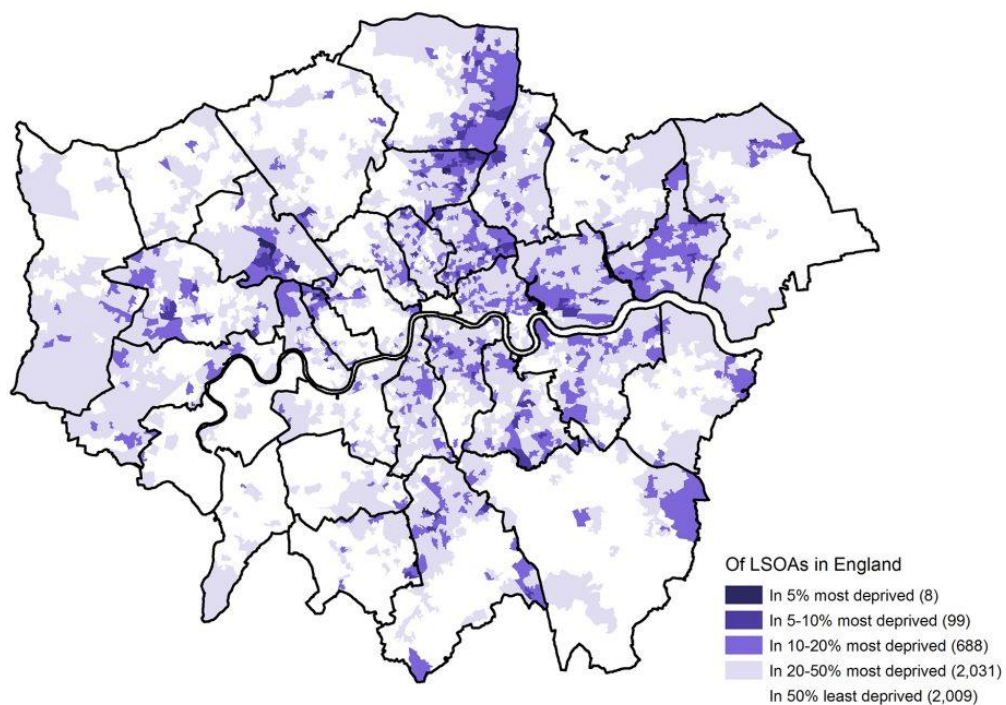 Of LSOAs in England
In 5% most deprived (8)
In 5-10% most deprived (99)
In 10-20% most deprived (688)
In 20-50% most deprived (2,031)
In 50% least deprived (2,009)